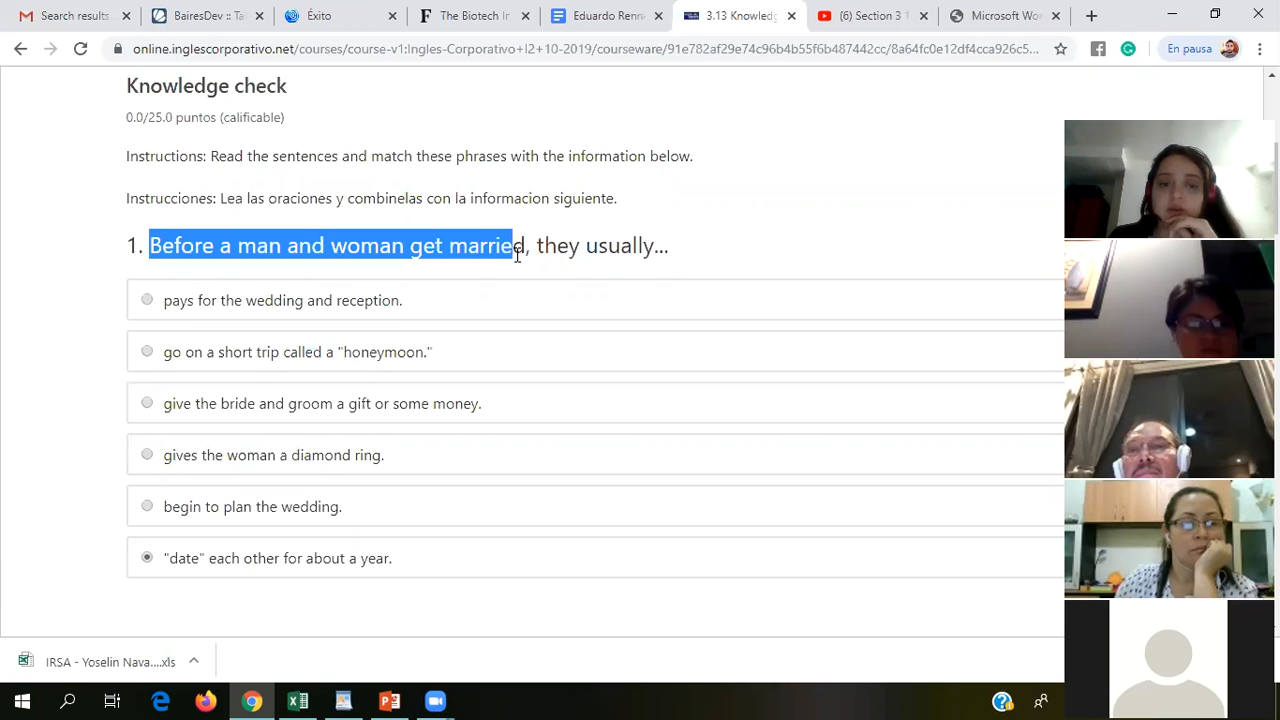 Search results
BairesDev :: Ta
Éxito
The Biotech In
Eduardo Renn
3.13 Knowledg
(6) Section 3 1
Microsoft Wo
online.inglescorporativo.net/courses/course-v1:Ingles-Corporativo+I2+10-2019/courseware/91e782af29e74c96b4b55f6b487442cc/8a64fc0e12df4cca926c5...
En pausa
Knowledge check
0.0/25.0 puntos (calificable)
Instructions: Read the sentences and match these phrases with the information below.
Instrucciones: Lea las oraciones y combinelas con la informacion siguiente.
1. Before a man and woman get married, they usually...
pays for the wedding and reception.
go on a short trip called a "honeymoon."
give the bride and groom a gift or some money.
gives the woman a diamond ring.
begin to plan the wedding.
"date" each other for about a year.
IRSA - Yoselin Nava....xls